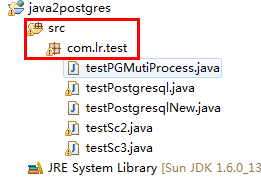 java2postgres
src
com.lr.test
testPGMutiProcess.java
testPostgresql.java
testPostgresqlNew.java
testSc2.java
testSc3.java
JRE System Library [Sun JDK 1.6.0_13